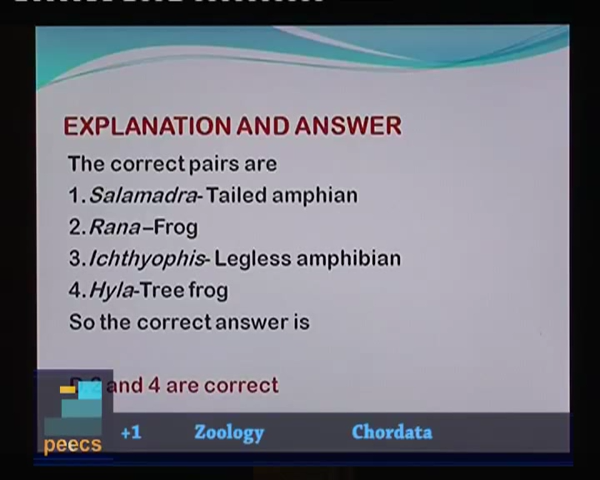 EXPLANATION AND ANSWER
The correct pairs are
1. Salamadra- Tailed amphian
2. Rana–Frog
3. Ichthyophis- Legless amphibian
4. Hyla-Tree frog
So the correct answer is
and 4 are correct
peecs
+1 Zoology Chordata